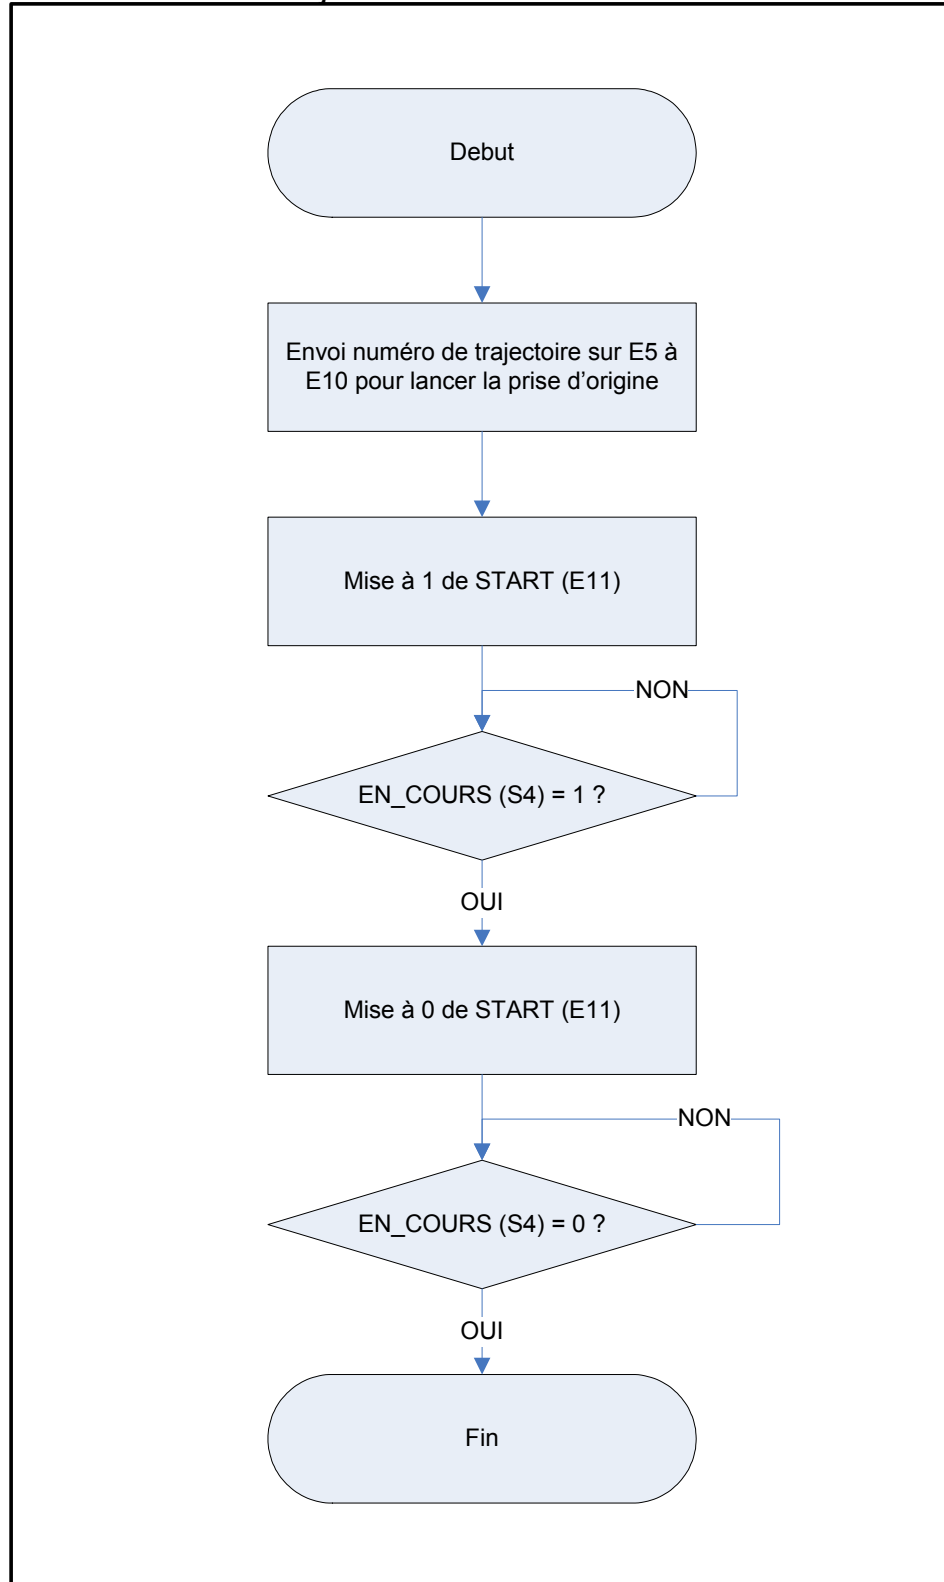 Debut
Envoi numéro de trajectoire sur E5 à
E10 pour lancer la prise d’origine
Mise à 1 de START (E11)
NON
EN_COURS (S4) = 1 ?
OUI
Mise à 0 de START (E11)
NON
EN_COURS (S4) = 0 ?
OUI
Fin